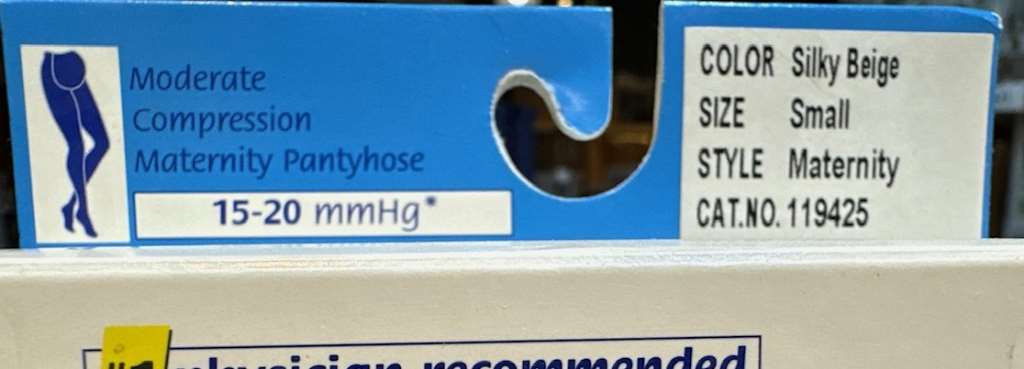 Moderate
Compression
Maternity Pantyhose
15-20 mmHg*
COLOR Silky Beige
SIZE Small
STYLE Maternity
CAT.NO. 119425
#1 physician recommended